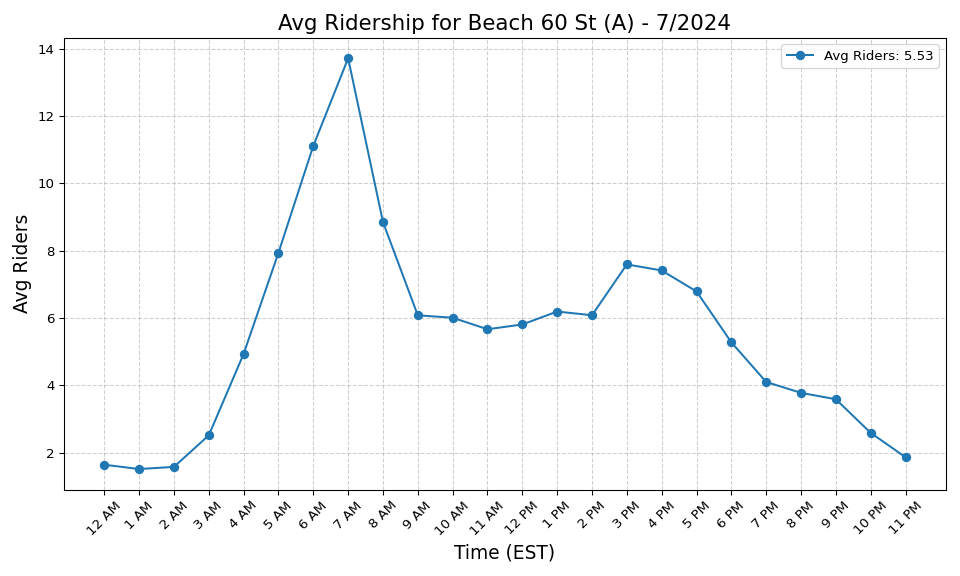 Avg Ridership for Beach 60 St (A) - 7/2024
Avg Riders: 5.53
Avg Riders
14
12
10
8
6
4
2
12 AM
1 AM
2 AM
3 AM
4 AM
5 AM
6 AM
7 AM
8 AM
9 AM
10 AM
11 AM
12 PM
1 PM
2 PM
3 PM
4 PM
5 PM
6 PM
7 PM
8 PM
9 PM
10 PM
11 PM
Time (EST)